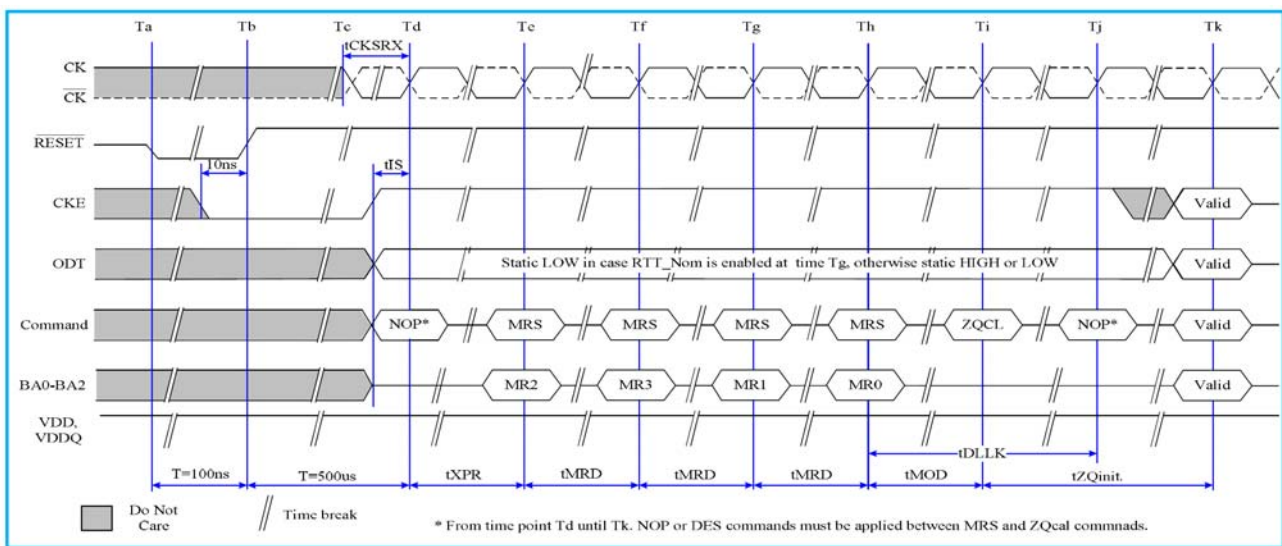 Ta Tb Tc Td Te Tf Tg Th Ti Tj Tk
tCKSRX
CK
CK
RESET
10ns
tIS
CKE
Valid
ODT
Static LOW in case RTT_Nom is enabled at time Tg, otherwise static HIGH or LOW
Valid
Command
NOP*
MRS
MRS
MRS
MRS
ZQCL
NOP*
Valid
BA0-BA2
MR2
MR3
MR1
MR0
Valid
VDD,
VDDQ
tDLLK
T=100ns
T=500us
tXPR
tMRD
tMRD
tMRD
tMOD
tZQinit.
Do Not
Care
Time break
* From time point Td until Tk. NOP or DES commands must be applied between MRS and ZQcal commnads.